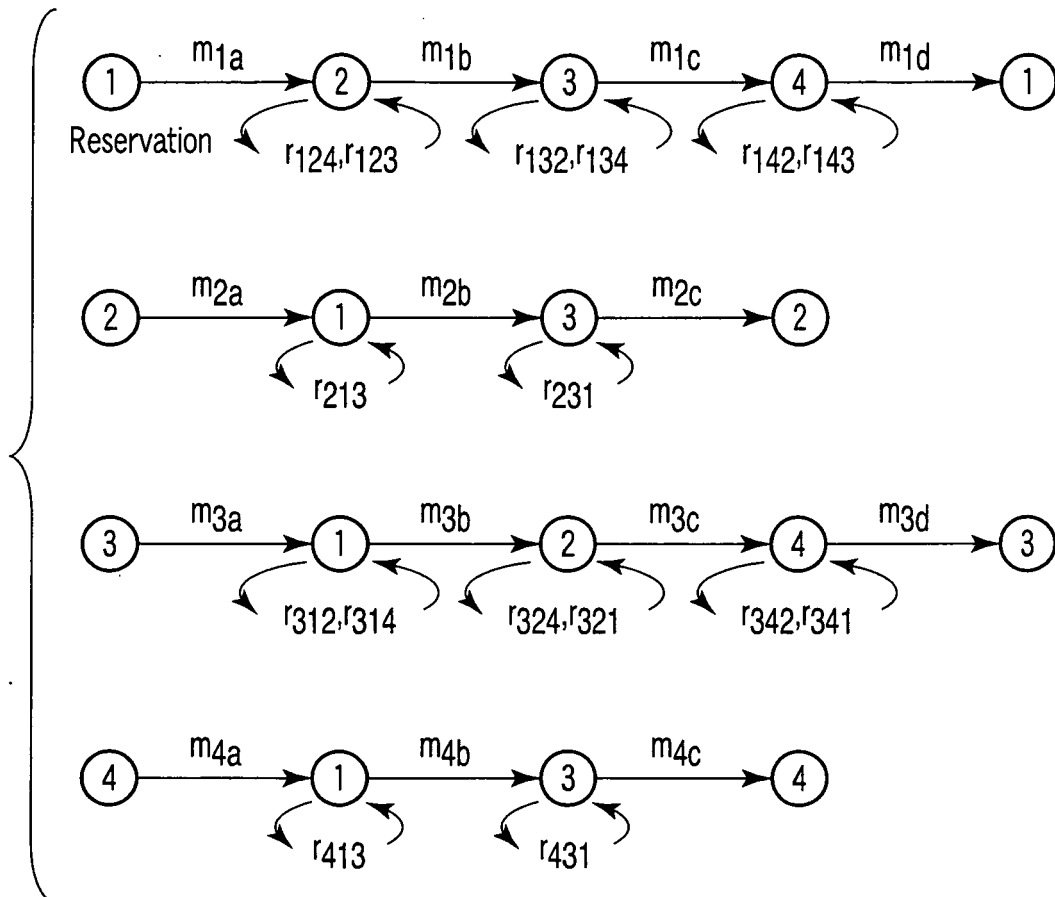 m1a m1b m1c m1d
1 2 3 4 1
Reservation
r124,r123 r132,r134 r142,r143
m2a m2b m2c
2 1 3 2
r213 r231
m3a m3b m3c m3d
3 1 2 4 3
r312,r314 r324,r321 r342,r341
m4a m4b m4c
4 1 3 4
r413 r431